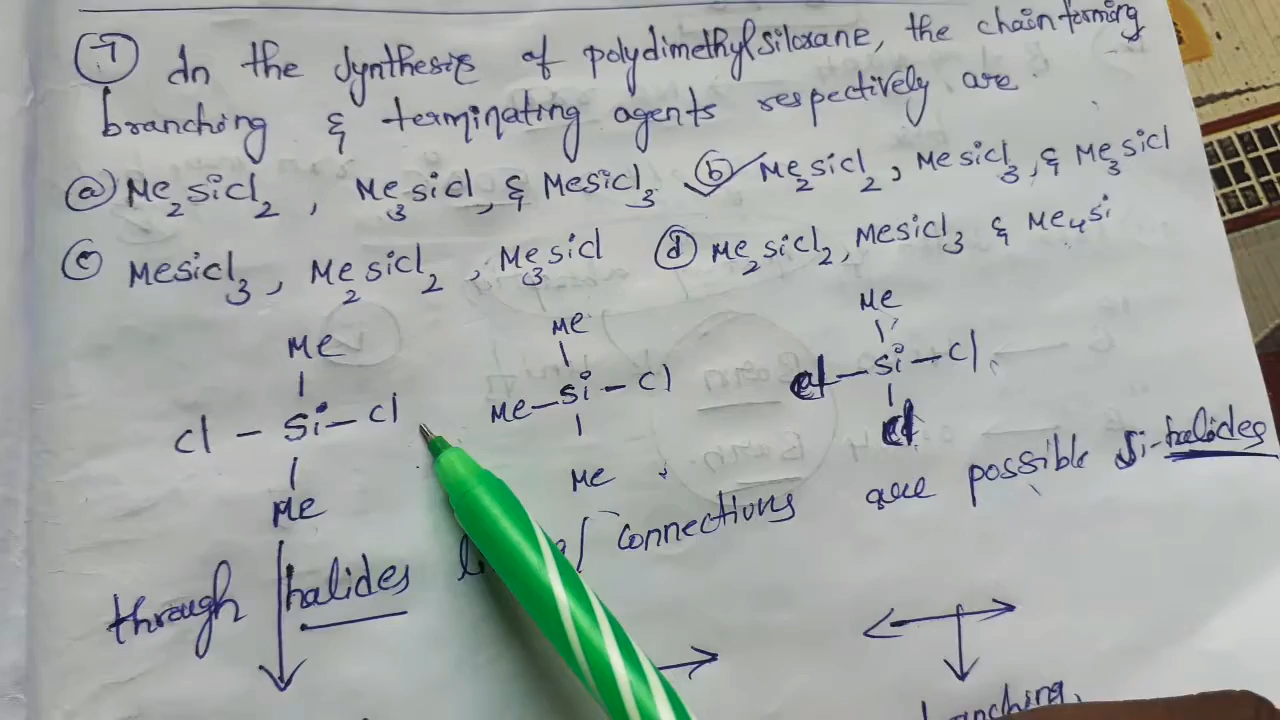 7 In the synthesis of polydimethylsiloxane, the chain forming
branching & terminating agents respectively are
a Me2SiCl2, Me3SiCl, & MeSiCl3 b Me2SiCl2, MeSiCl3, & Me3SiCl
c MeSiCl3, Me2SiCl2, Me3SiCl d Me2SiCl2, MeSiCl3 & Me4Si
Me Me Me
Cl - Si - Cl Me - Si - Cl Cl - Si - Cl
Me Me Cl
through halides connections are possible Si-halides